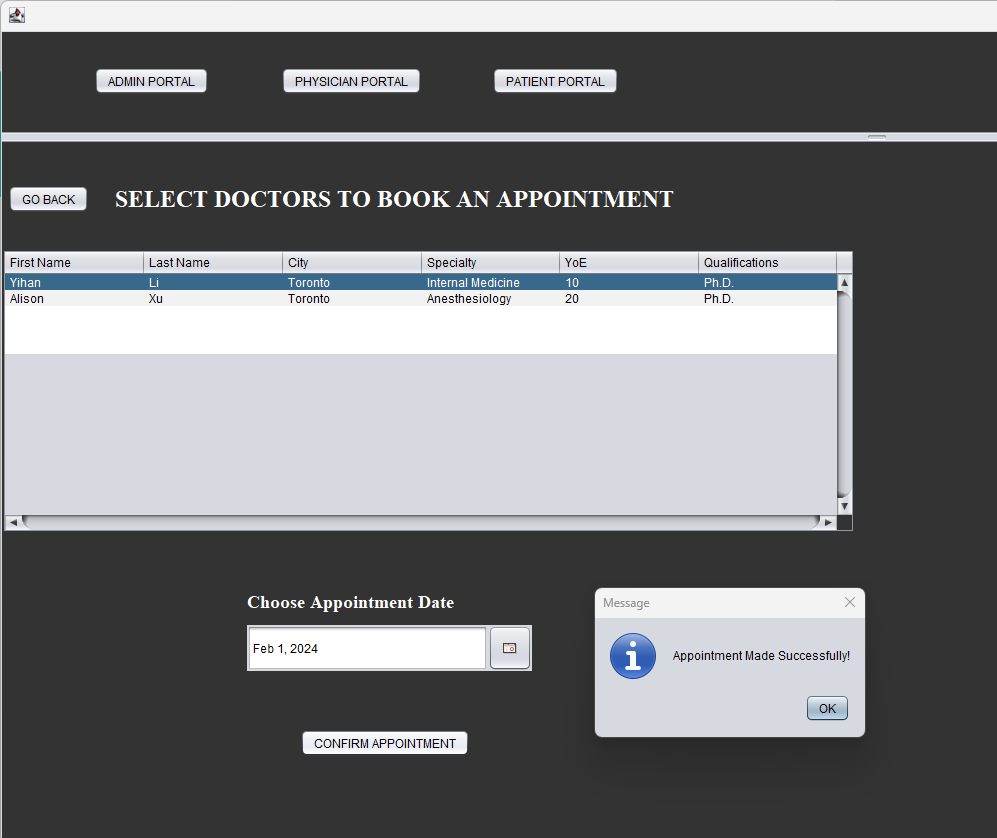 ADMIN PORTAL PHYSICIAN PORTAL PATIENT PORTAL
GO BACK SELECT DOCTORS TO BOOK AN APPOINTMENT
First Name Last Name City Specialty YoE Qualifications
Yihan Li Toronto Internal Medicine 10 Ph.D.
Alison Xu Toronto Anesthesiology 20 Ph.D.
Choose Appointment Date
Feb 1, 2024
CONFIRM APPOINTMENT
Message
Appointment Made Successfully!
OK